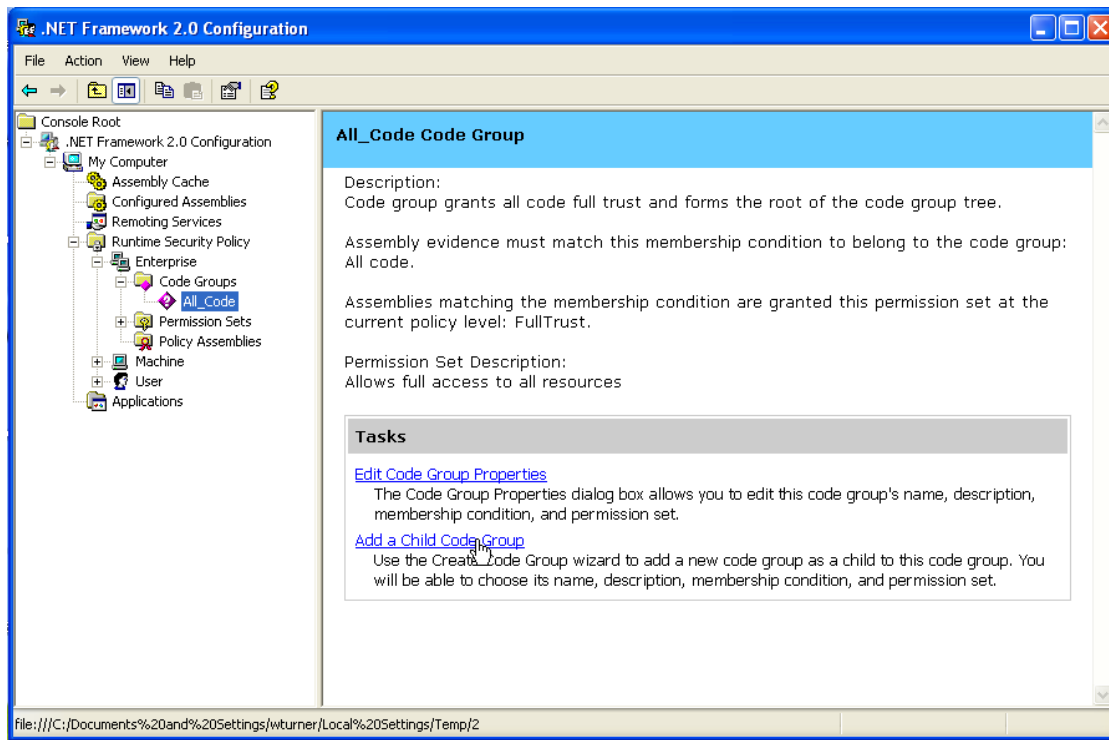 .NET Framework 2.0 Configuration
File Action View Help
Console Root
.NET Framework 2.0 Configuration
My Computer
Assembly Cache
Configured Assemblies
Remoting Services
Runtime Security Policy
Enterprise
Code Groups
All_Code
Permission Sets
Policy Assemblies
Machine
User
Applications
All_Code Code Group
Description:
Code group grants all code full trust and forms the root of the code group tree.
Assembly evidence must match this membership condition to belong to the code group:
All code.
Assemblies matching the membership condition are granted this permission set at the
current policy level: FullTrust.
Permission Set Description:
Allows full access to all resources
Tasks
Edit Code Group Properties
The Code Group Properties dialog box allows you to edit this code group's name, description,
membership condition, and permission set.
Add a Child Code Group
Use the Create Code Group wizard to add a new code group as a child to this code group. You
will be able to choose its name, description, membership condition, and permission set.
file:///C:/Documents%20and%20Settings/wturner/Local%20Settings/Temp/2